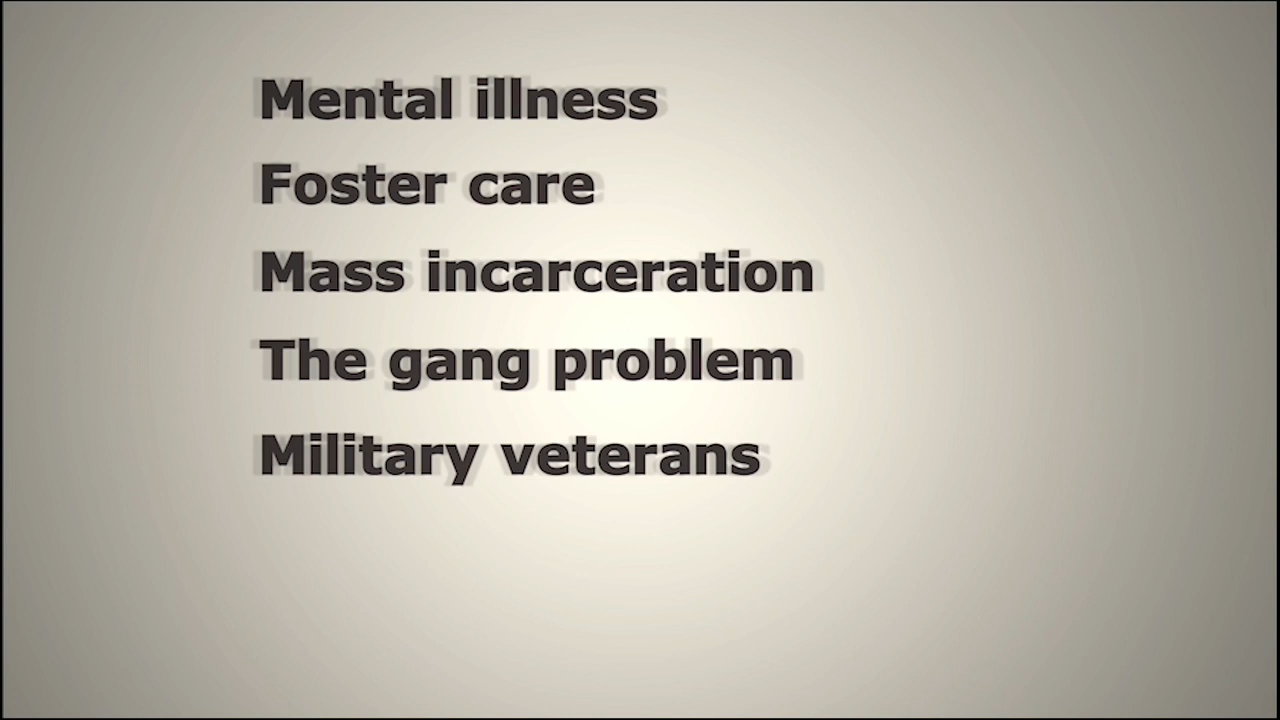 Mental illness
Foster care
Mass incarceration
The gang problem
Military veterans